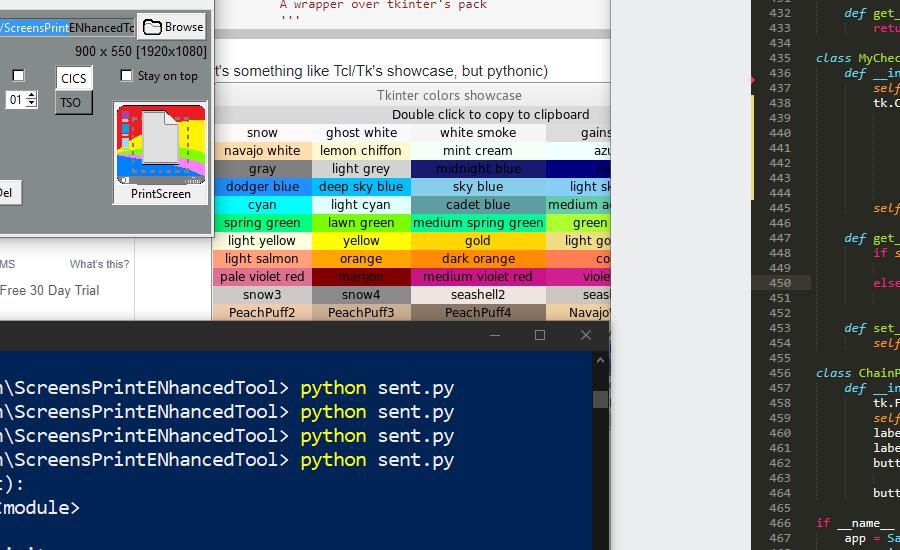 A wrapper over tkinter's pack
'''
/ScreensPrintENhancedTo
Browse
900 x 550 [1920x1080]
CICS
Stay on top
01
TSO
PrintScreen
Del
t's something like Tcl/Tk's showcase, but pythonic)
Tkinter colors showcase
Double click to copy to clipboard
snow ghost white white smoke gains
navajo white lemon chiffon mint cream azu
gray light grey midnight blue
dodger blue deep sky blue sky blue light sk
cyan light cyan cadet blue medium a
spring green lawn green medium spring green green
light yellow yellow gold light go
light salmon orange dark orange co
pale violet red maroon medium violet red viole
snow3 snow4 seashell2 seas
PeachPuff2 PeachPuff3 PeachPuff4 Navajo
MS What's this?
Free 30 Day Trial
n\ScreensPrintENhancedTool> python sent.py
n\ScreensPrintENhancedTool> python sent.py
n\ScreensPrintENhancedTool> python sent.py
n\ScreensPrintENhancedTool> python sent.py
):
module>
432 def get_
433 retu
434
435 class MyChec
436 def __in
437 self
438 tk.C
439
440
441
442
443
444
445 self
446
447 def get_
448 if s
449
450 else
451
452
453 def set_
454 self
455
456 class ChainP
457 def __in
458 tk.F
459 self
460 labe
461 labe
462 butt
463
464 butt
465
466 if __name__
467 app = Sa